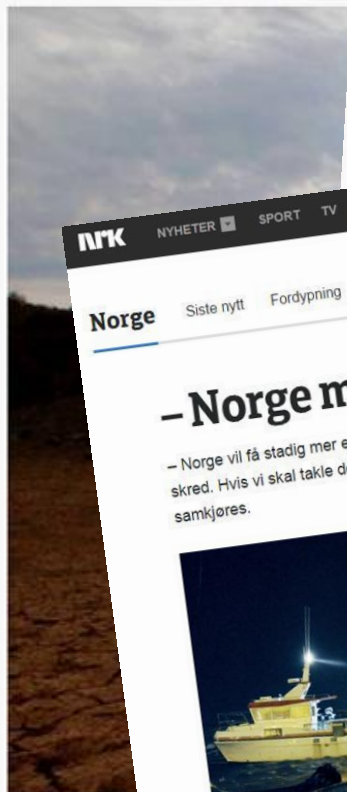 NRK
NYHETER SPORT TV
Norge Siste nytt Fordypning
– Norge
– Norge vil få stadig mer
skred. Hvis vi skal takle
samkjøres.